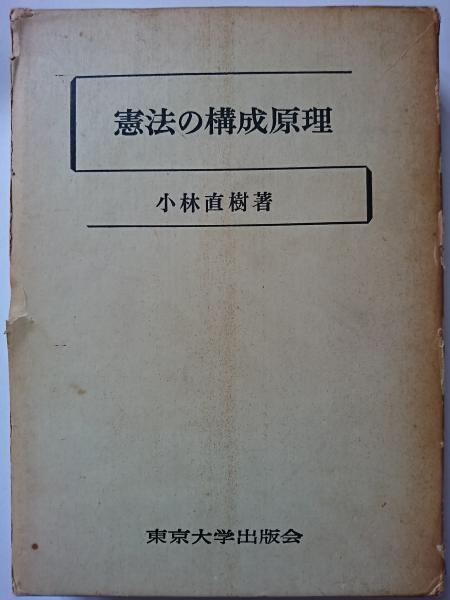 憲法の構成原理
小林直樹著
東京大学出版会